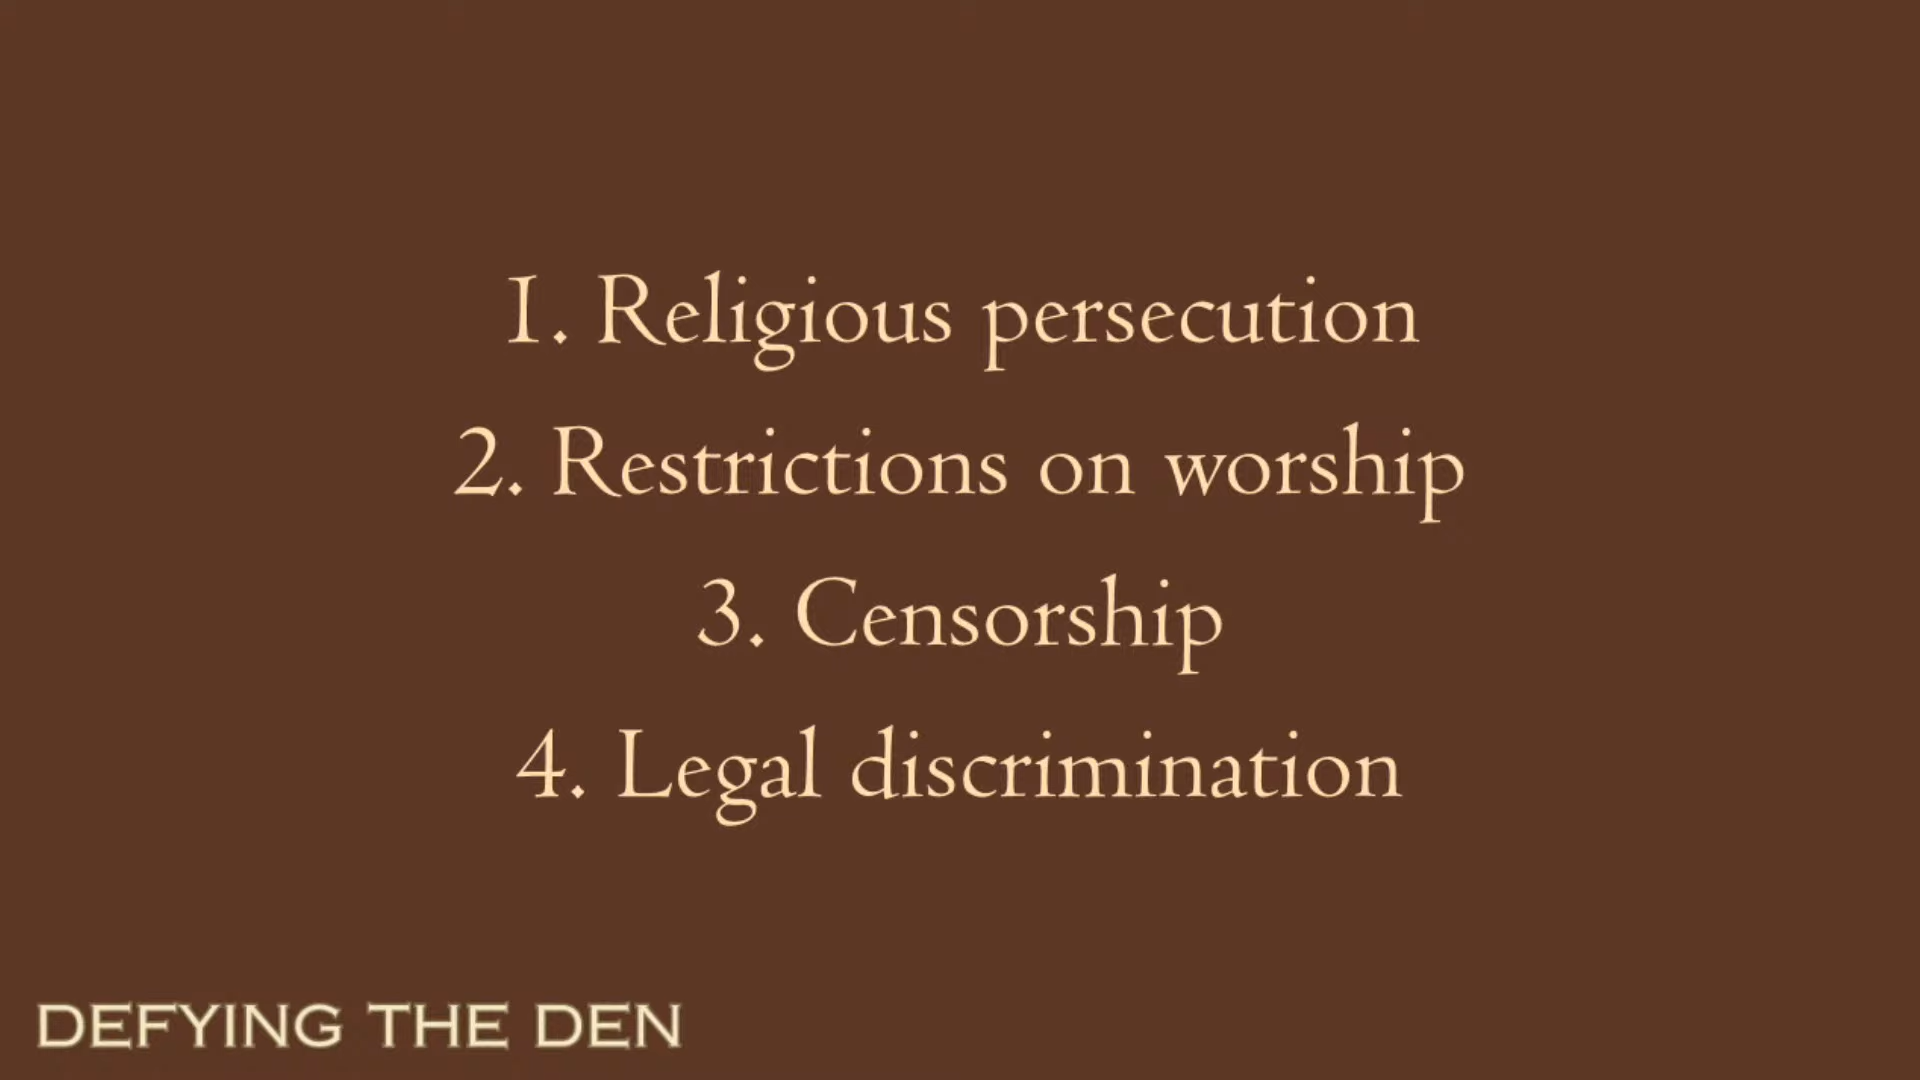 1. Religious persecution
2. Restrictions on worship
3. Censorship
4. Legal discrimination
DEFYING THE DEN